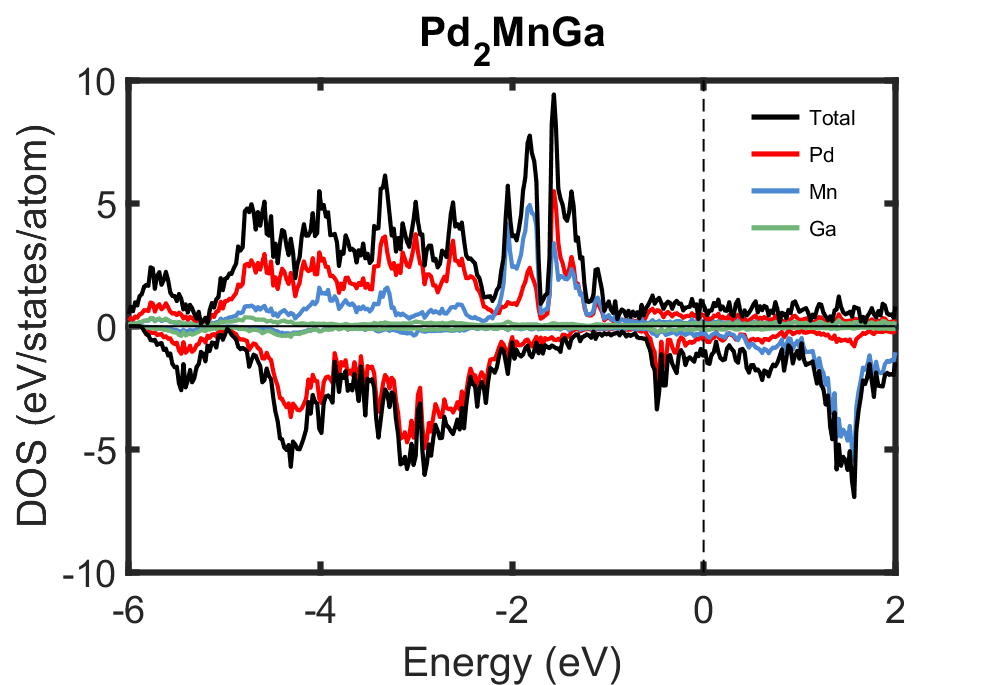 Pd2MnGa
DOS (eV/states/atom)
10
5
0
-5
-10
-6
-4
-2
0
2
Energy (eV)
Total
Pd
Mn
Ga